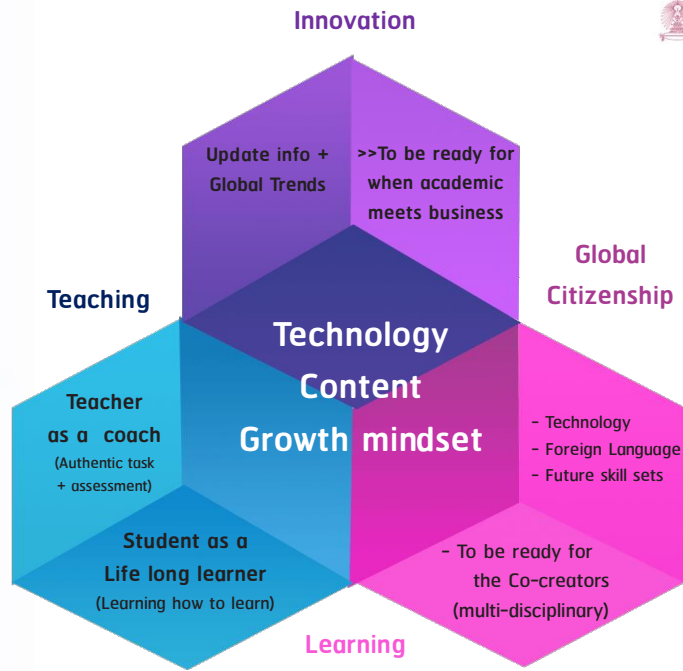 Innovation
Update info +
Global Trends
>>To be ready for
when academic
meets business
Global
Citizenship
Teaching
Technology
Content
Growth mindset
Teacher
as a coach
(Authentic task
+ assessment)
- Technology
- Foreign Language
- Future skill sets
Student as a
Life long learner
(Learning how to learn)
- To be ready for
the Co-creators
(multi-disciplinary)
Learning